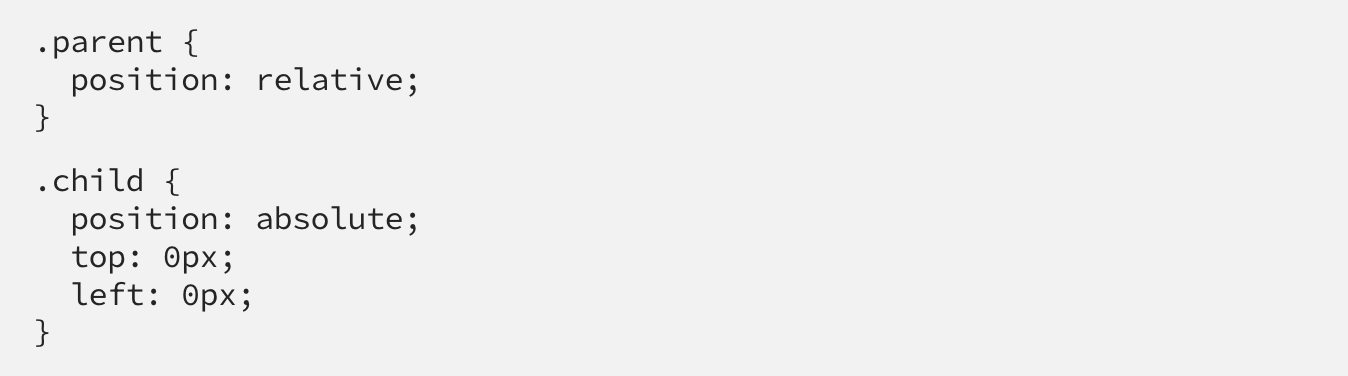 .parent {
  position: relative;
}
.child {
  position: absolute;
  top: 0px;
  left: 0px;
}